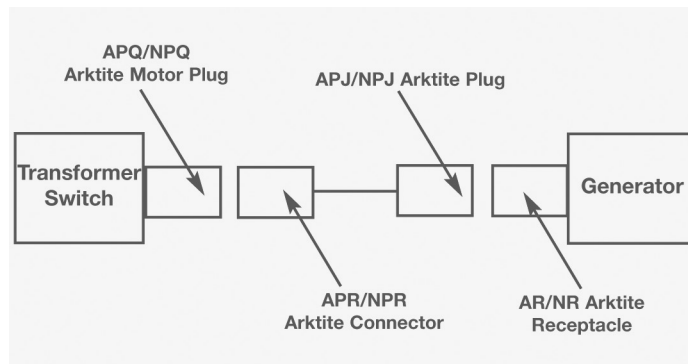 APQ/NPQ
Arktite Motor Plug
APJ/NPJ Arktite Plug
Transformer
Switch
Generator
APR/NPR
Arktite Connector
AR/NR Arktite
Receptacle